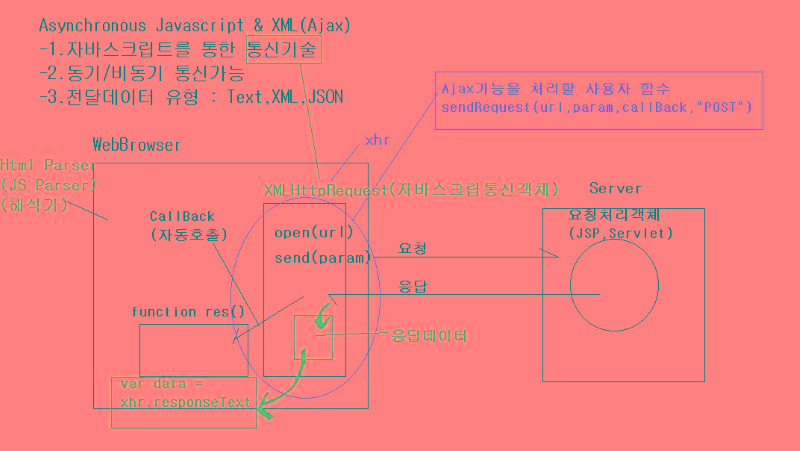 Asynchronous Javascript & XML(Ajax)
-1.자바스크립트를 통한 통신기술
-2.동기/비동기 통신가능
-3.전달데이터 유형 : Text,XML,JSON
Ajax기능을 처리할 사용자 함수
sendRequest(url,param,callBack,"POST")
WebBrowser
xhr
Html Parser
(JS Parser)
(해석기)
XMLHttpRequest(자바스크립통신객체)
Server
CallBack
(자동호출)
open(url)
send(param)
요청
요청처리객체
(JSP,Servlet)
응답
function res()
응답데이터
var data =
xhr.responseText